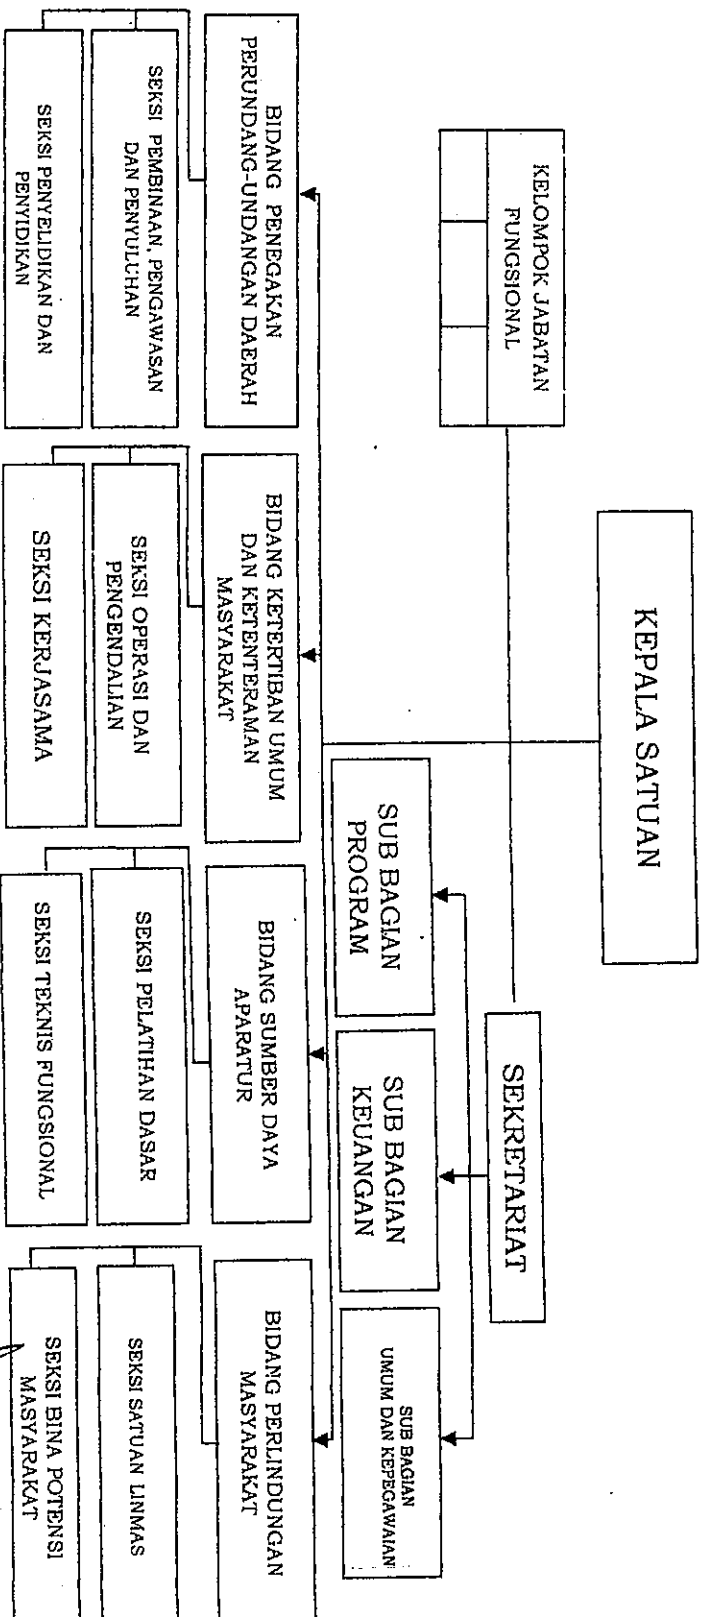 KEPALA SATUAN
KELOMPOK JABATAN
FUNGSIONAL
SEKRETARIAT
SUB BAGIAN
PROGRAM
SUB BAGIAN
KEUANGAN
SUB BAGIAN
UMUM DAN KEPEGAWAIAN
BIDANG PENEGAKAN
PERUNDANG-UNDANGAN DAERAH
SEKSI PEMBINAAN, PENGAWASAN
DAN PENYULUHAN
SEKSI PENYELIDIKAN DAN
PENYIDIKAN
BIDANG KETERTIBAN UMUM
DAN KETENTERAMAN
MASYARAKAT
SEKSI OPERASI DAN
PENGENDALIAN
SEKSI KERJASAMA
BIDANG SUMBER DAYA
APARATUR
SEKSI PELATIHAN DASAR
SEKSI TEKNIS FUNGSIONAL
BIDANG PERLINDUNGAN
MASYARAKAT
SEKSI SATUAN LINMAS
SEKSI BINA POTENSI
MASYARAKAT